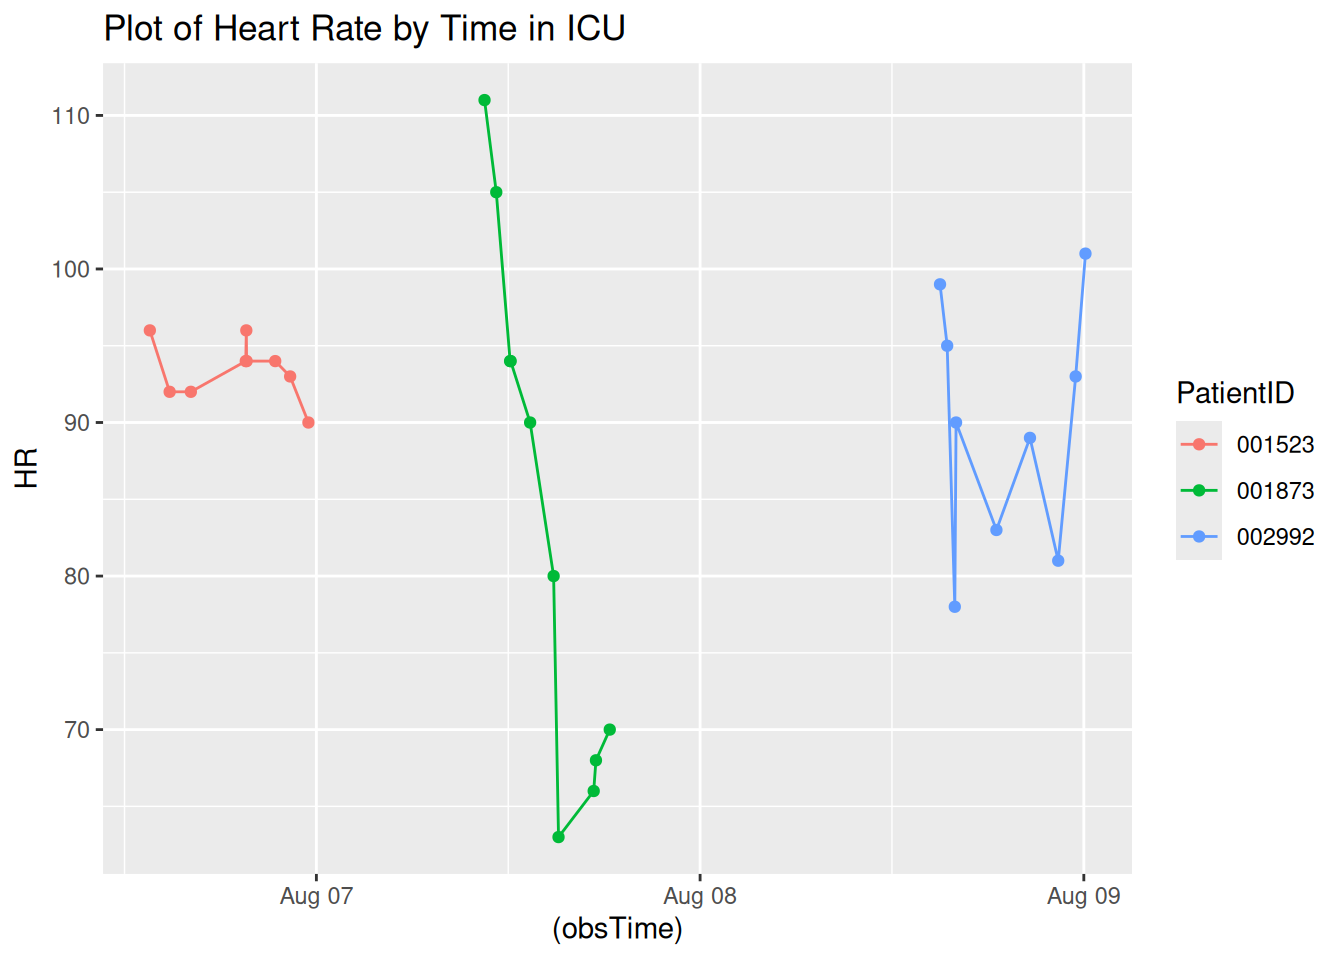 Plot of Heart Rate by Time in ICU
110
100
90
80
70
HR
Aug 07
Aug 08
Aug 09
(obsTime)
PatientID
001523
001873
002992